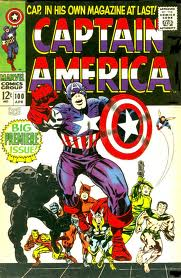 CAP. IN HIS OWN MAGAZINE AT LAST!
CAPTAIN
AMERICA
MARVEL
COMICS
GROUP
12¢
100
APR
BIG
PREMIERE
ISSUE!